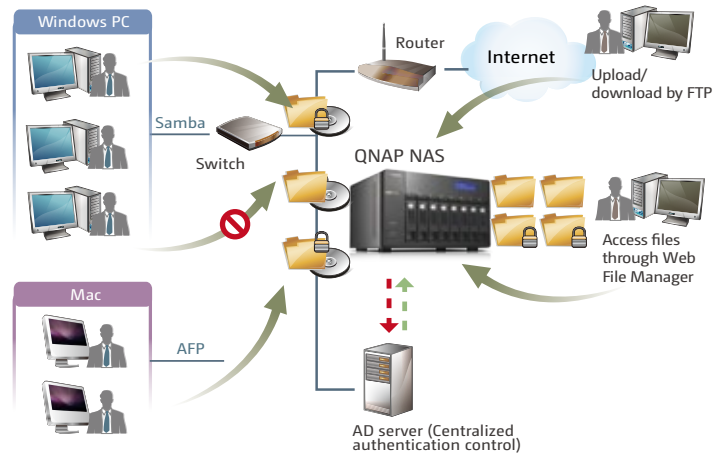 Windows PC
Router
Internet
Upload/
download by FTP
Samba
Switch
QNAP NAS
Access files
through Web
File Manager
Mac
AFP
AD server (Centralized
authentication control)